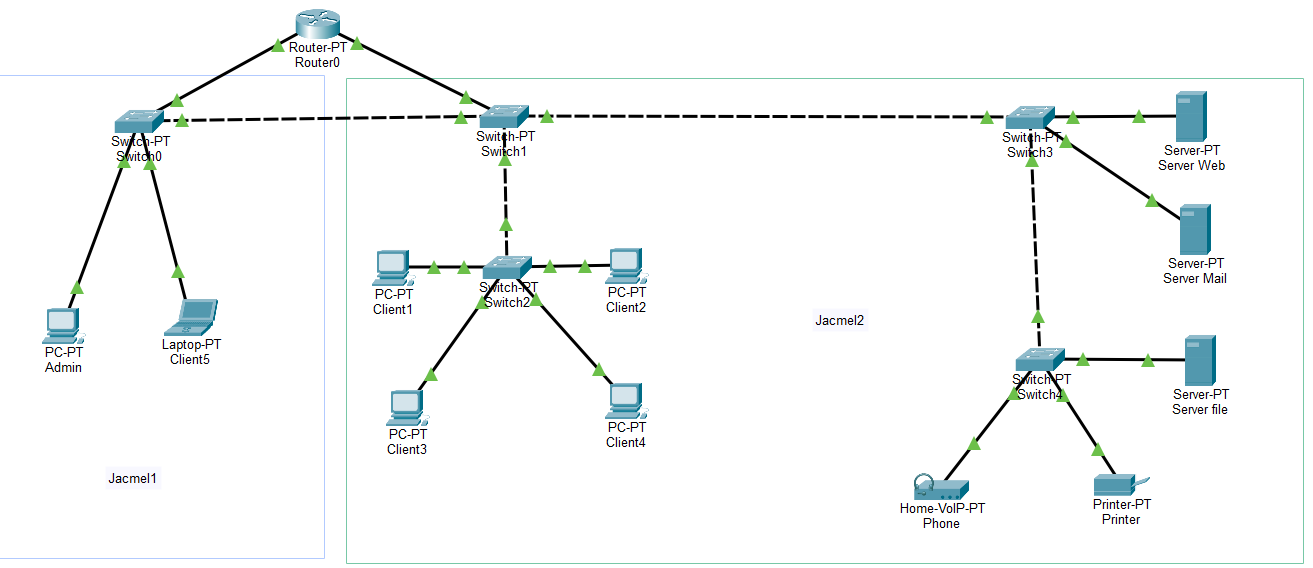 Router-PT
Router0
Switch-PT
Switch0
Switch-PT
Switch1
Switch-PT
Switch3
Server-PT
Server Web
Server-PT
Server Mail
PC-PT
Client1
Switch-PT
Switch2
PC-PT
Client2
Jacmel2
PC-PT
Admin
Laptop-PT
Client5
Switch-PT
Switch4
Server-PT
Server file
PC-PT
Client3
PC-PT
Client4
Jacmel1
Home-VoIP-PT
Phone
Printer-PT
Printer